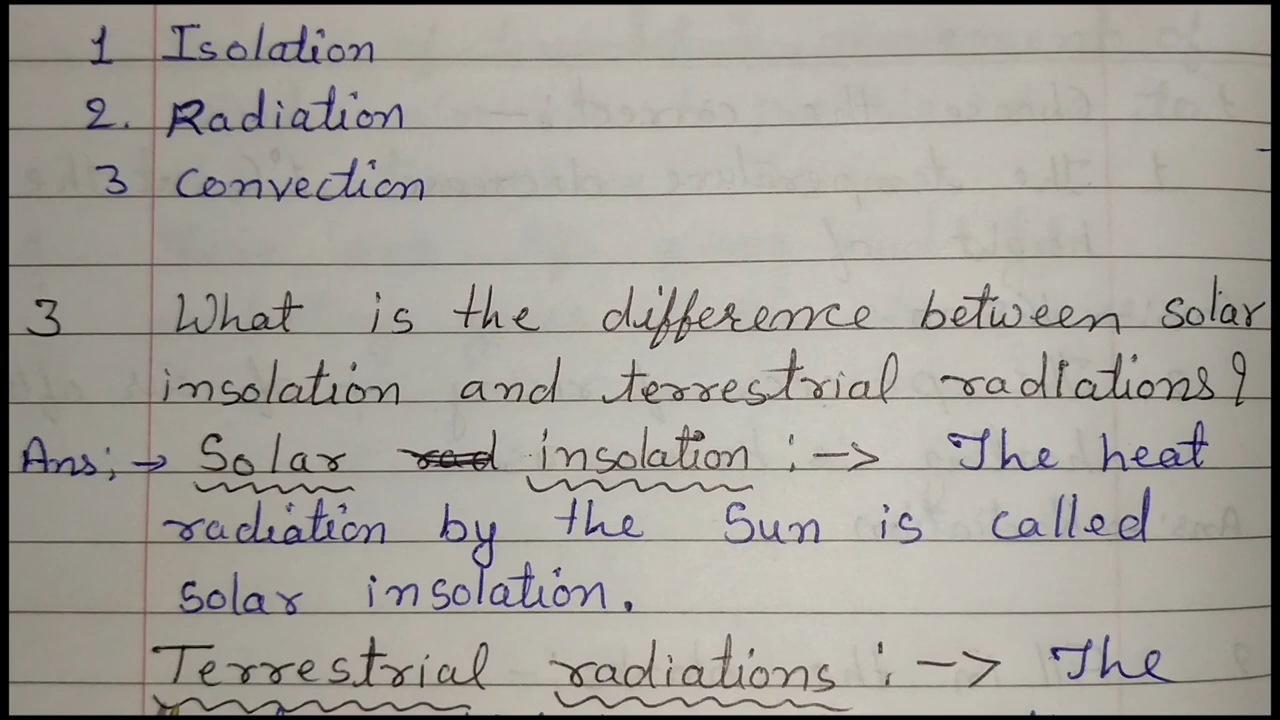 1 Isolation
2. Radiation
3 Convection
3 What is the difference between solar
insolation and terrestrial radiations?
Ans:→ Solar insolation :-> The heat
radiation by the Sun is called
solar insolation.
Terrestrial radiations :-> The